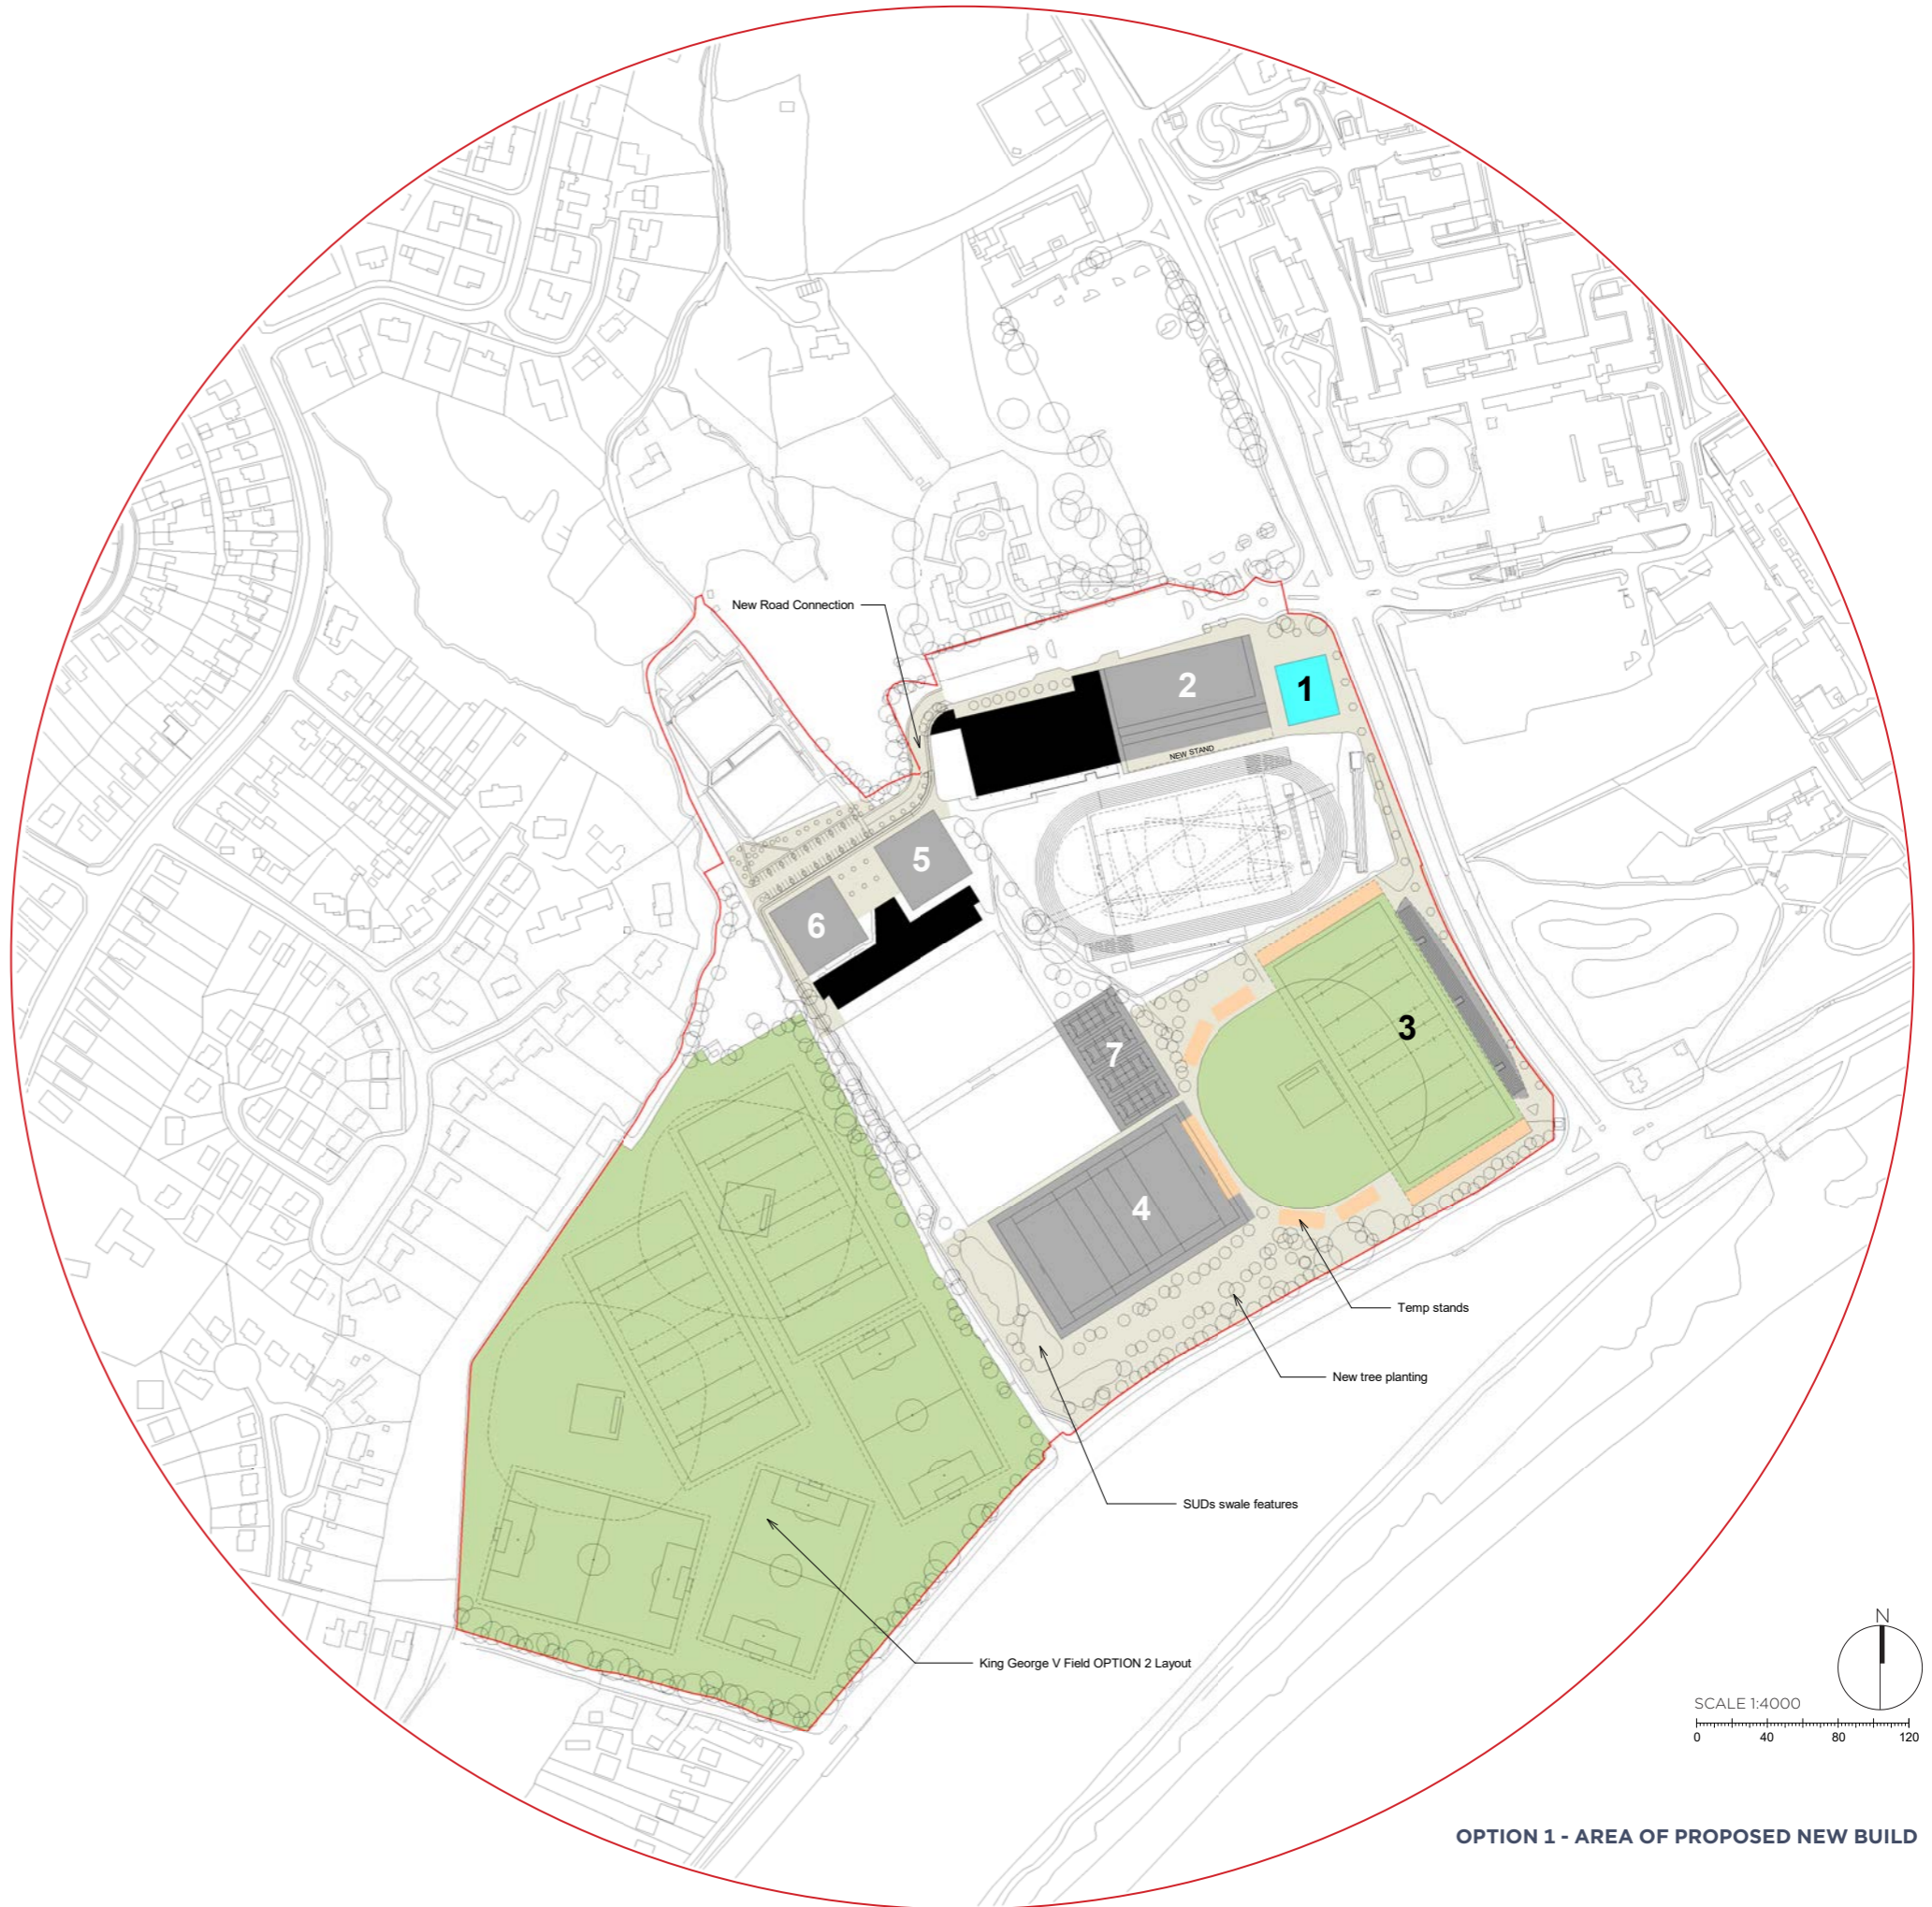 New Road Connection
1
2
NEW STAND
5
6
3
7
4
Temp stands
New tree planting
SUDs swale features
King George V Field OPTION 2 Layout
N
SCALE 1:4000
0 40 80 120
OPTION 1 - AREA OF PROPOSED NEW BUILD